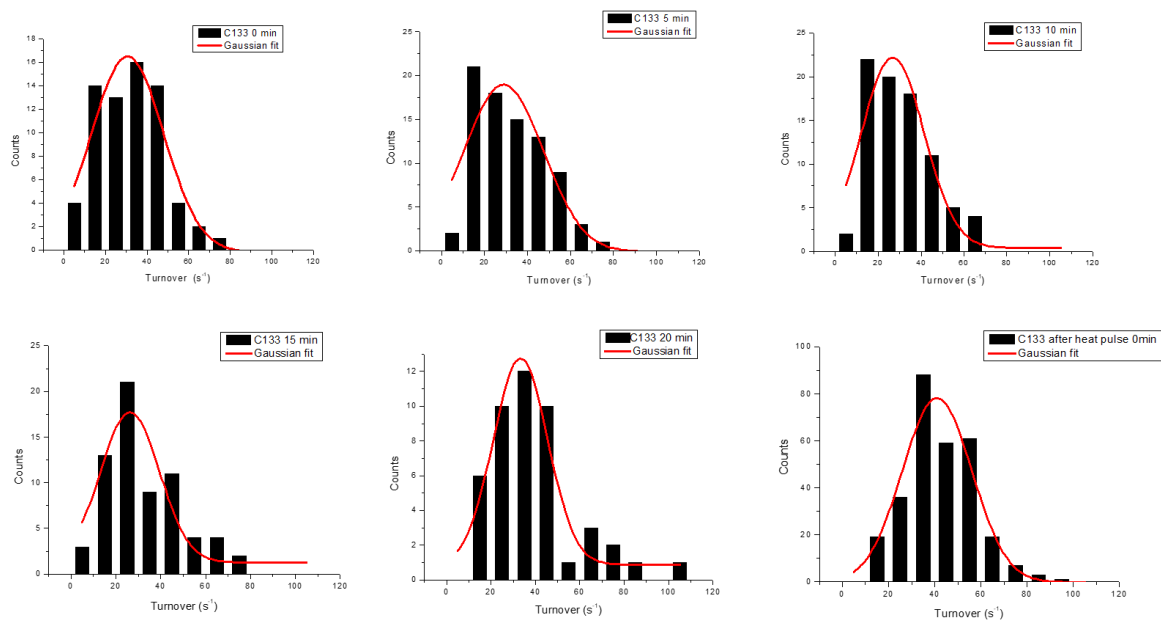 C133 0 min
Gaussian fit
18
16
14
12
10
8
6
4
2
0
Counts
0 20 40 60 80 100 120
Turnover (s⁻¹)
C133 5 min
Gaussian fit
25
20
15
10
5
0
Counts
0 20 40 60 80 100 120
Turnover (s⁻¹)
C133 10 min
Gaussian fit
25
20
15
10
5
0
Counts
0 20 40 60 80 100 120
Turnover (s⁻¹)
C133 15 min
Gaussian fit
25
20
15
10
5
0
Counts
0 20 40 60 80 100 120
Turnover (s⁻¹)
C133 20 min
Gaussian fit
12
10
8
6
4
2
0
Counts
0 20 40 60 80 100 120
Turnover (s⁻¹)
C133 after heat pulse 0min
Gaussian fit
100
80
60
40
20
0
Counts
0 20 40 60 80 100 120
Turnover (s⁻¹)